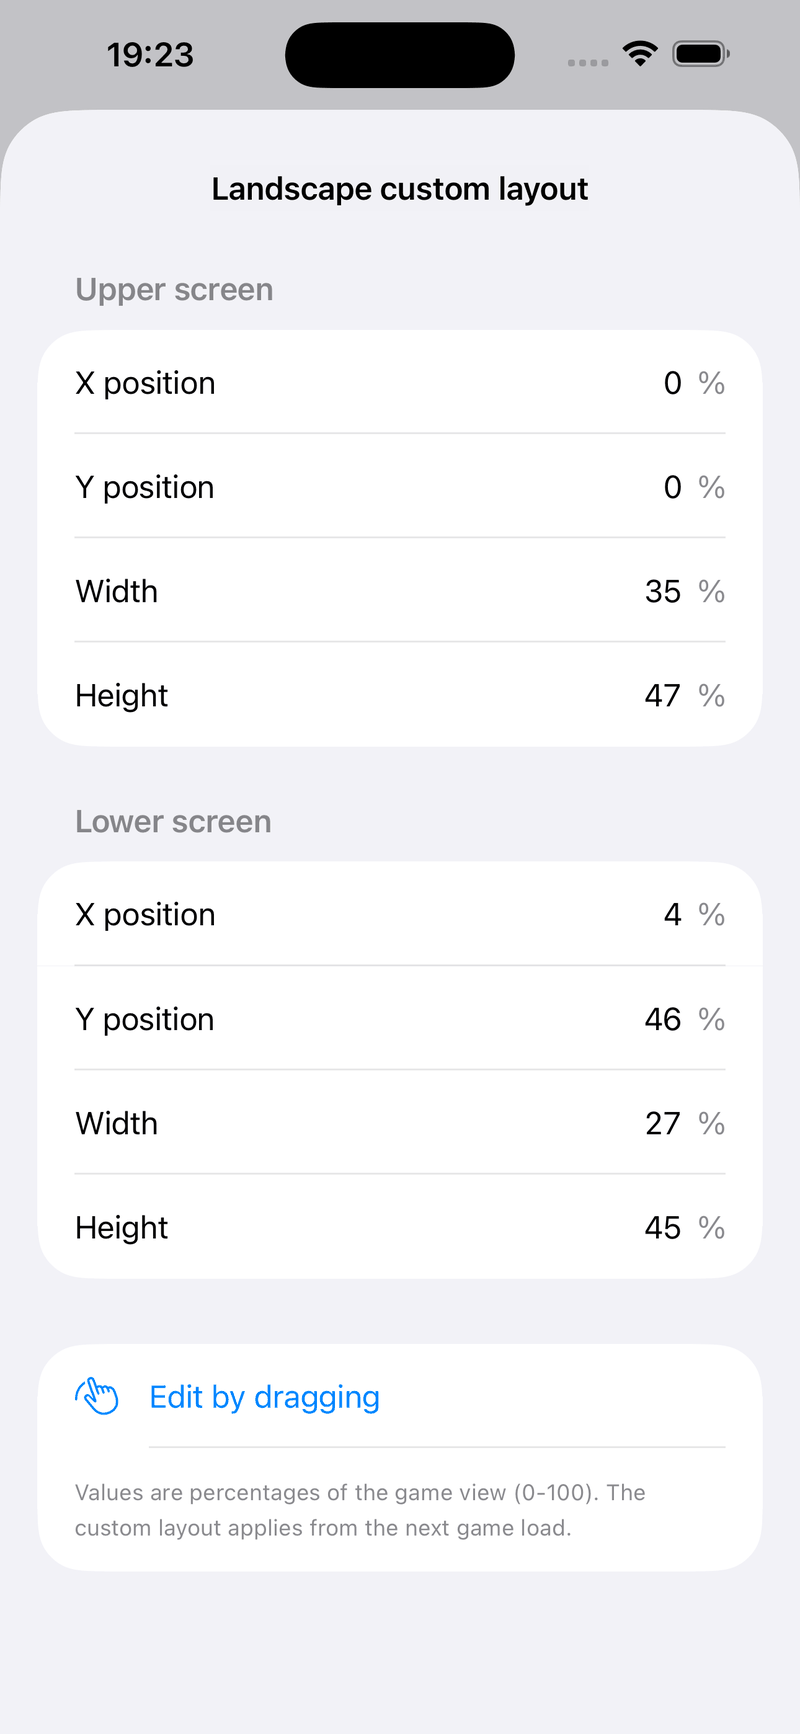 19:23
Landscape custom layout
Upper screen
X position 0 %
Y position 0 %
Width 35 %
Height 47 %
Lower screen
X position 4 %
Y position 46 %
Width 27 %
Height 45 %
Edit by dragging
Values are percentages of the game view (0-100). The
custom layout applies from the next game load.